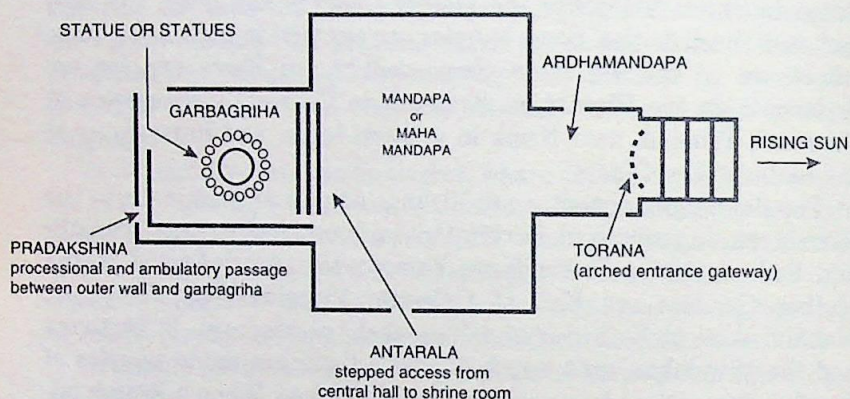 STATUE OR STATUES
GARBAGRIHA
MANDAPA
or
MAHA
MANDAPA
ARDHAMANDAPA
RISING SUN
PRADAKSHINA
processional and ambulatory passage
between outer wall and garbagriha
TORANA
(arched entrance gateway)
ANTARALA
stepped access from
central hall to shrine room